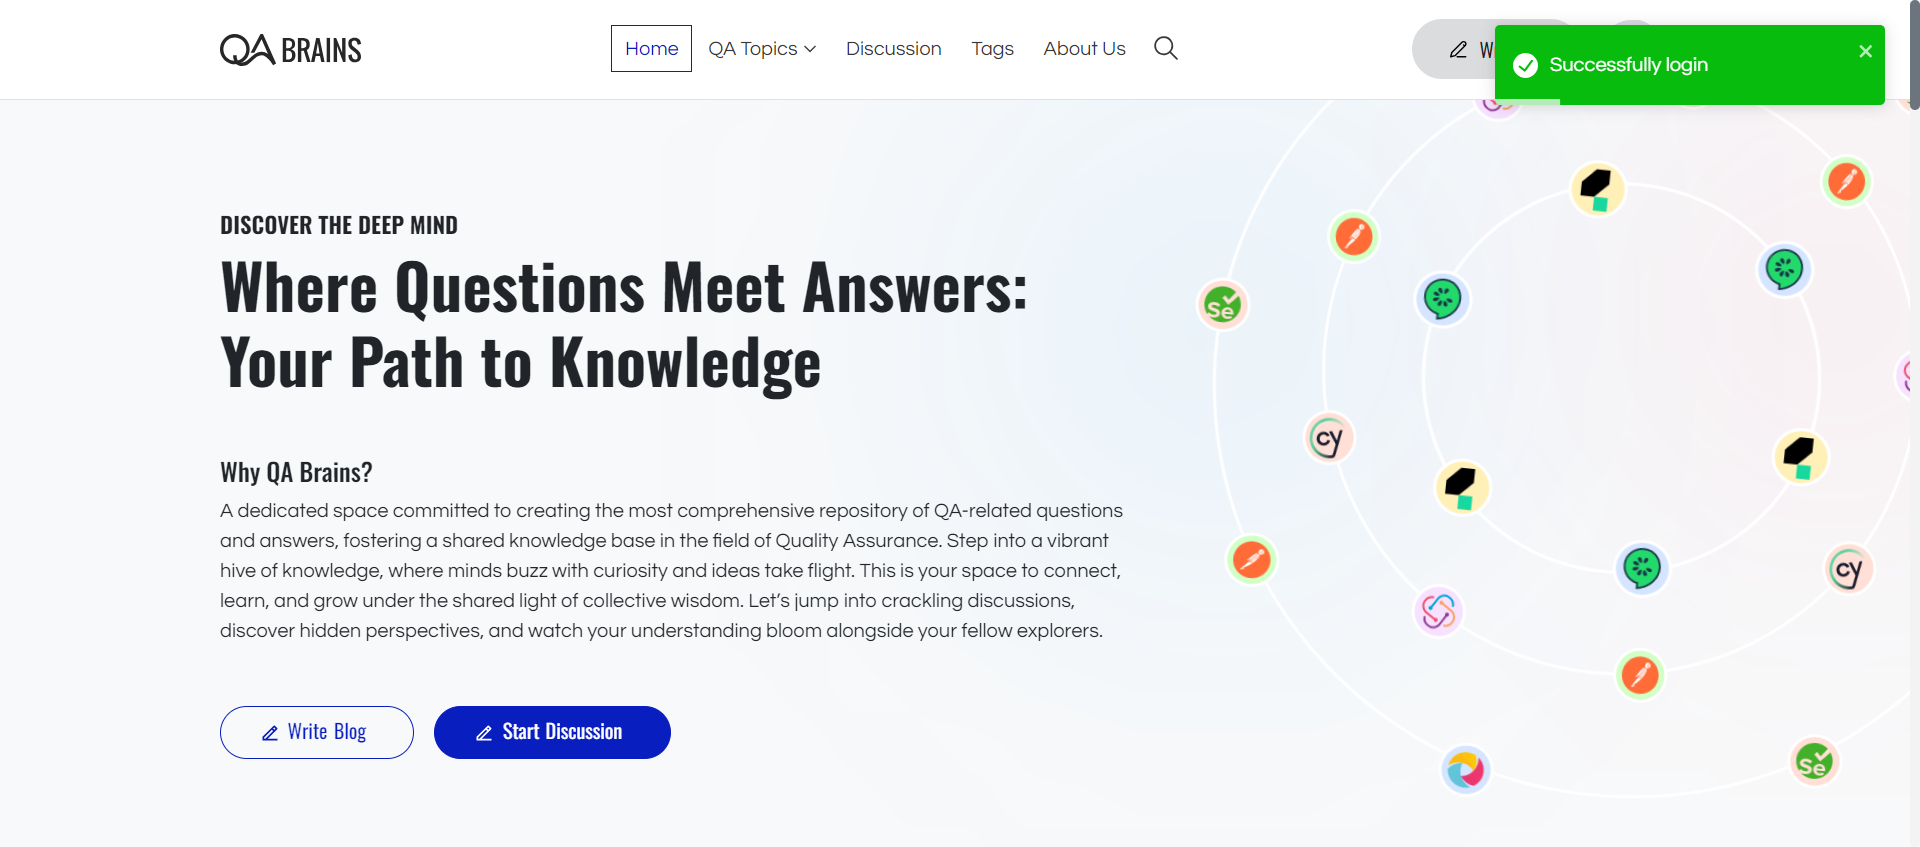 QA BRAINS
Home
QA Topics
Discussion
Tags
About Us
Successfully login
DISCOVER THE DEEP MIND
Where Questions Meet Answers:
Your Path to Knowledge
Why QA Brains?
A dedicated space committed to creating the most comprehensive repository of QA-related questions
and answers, fostering a shared knowledge base in the field of Quality Assurance. Step into a vibrant
hive of knowledge, where minds buzz with curiosity and ideas take flight. This is your space to connect,
learn, and grow under the shared light of collective wisdom. Let’s jump into crackling discussions,
discover hidden perspectives, and watch your understanding bloom alongside your fellow explorers.
Write Blog
Start Discussion
Se
cy
cy
Se